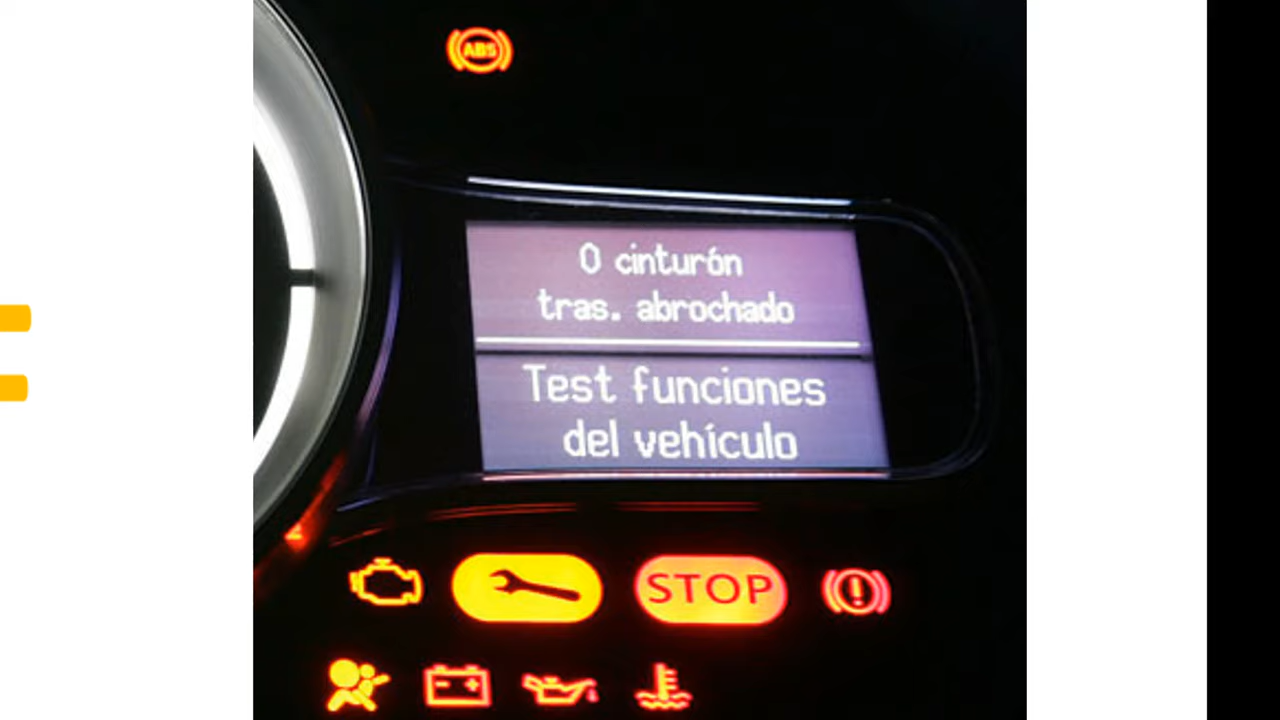 ABS
0 cinturón
tras. abrochado
Test funciones
del vehículo
STOP